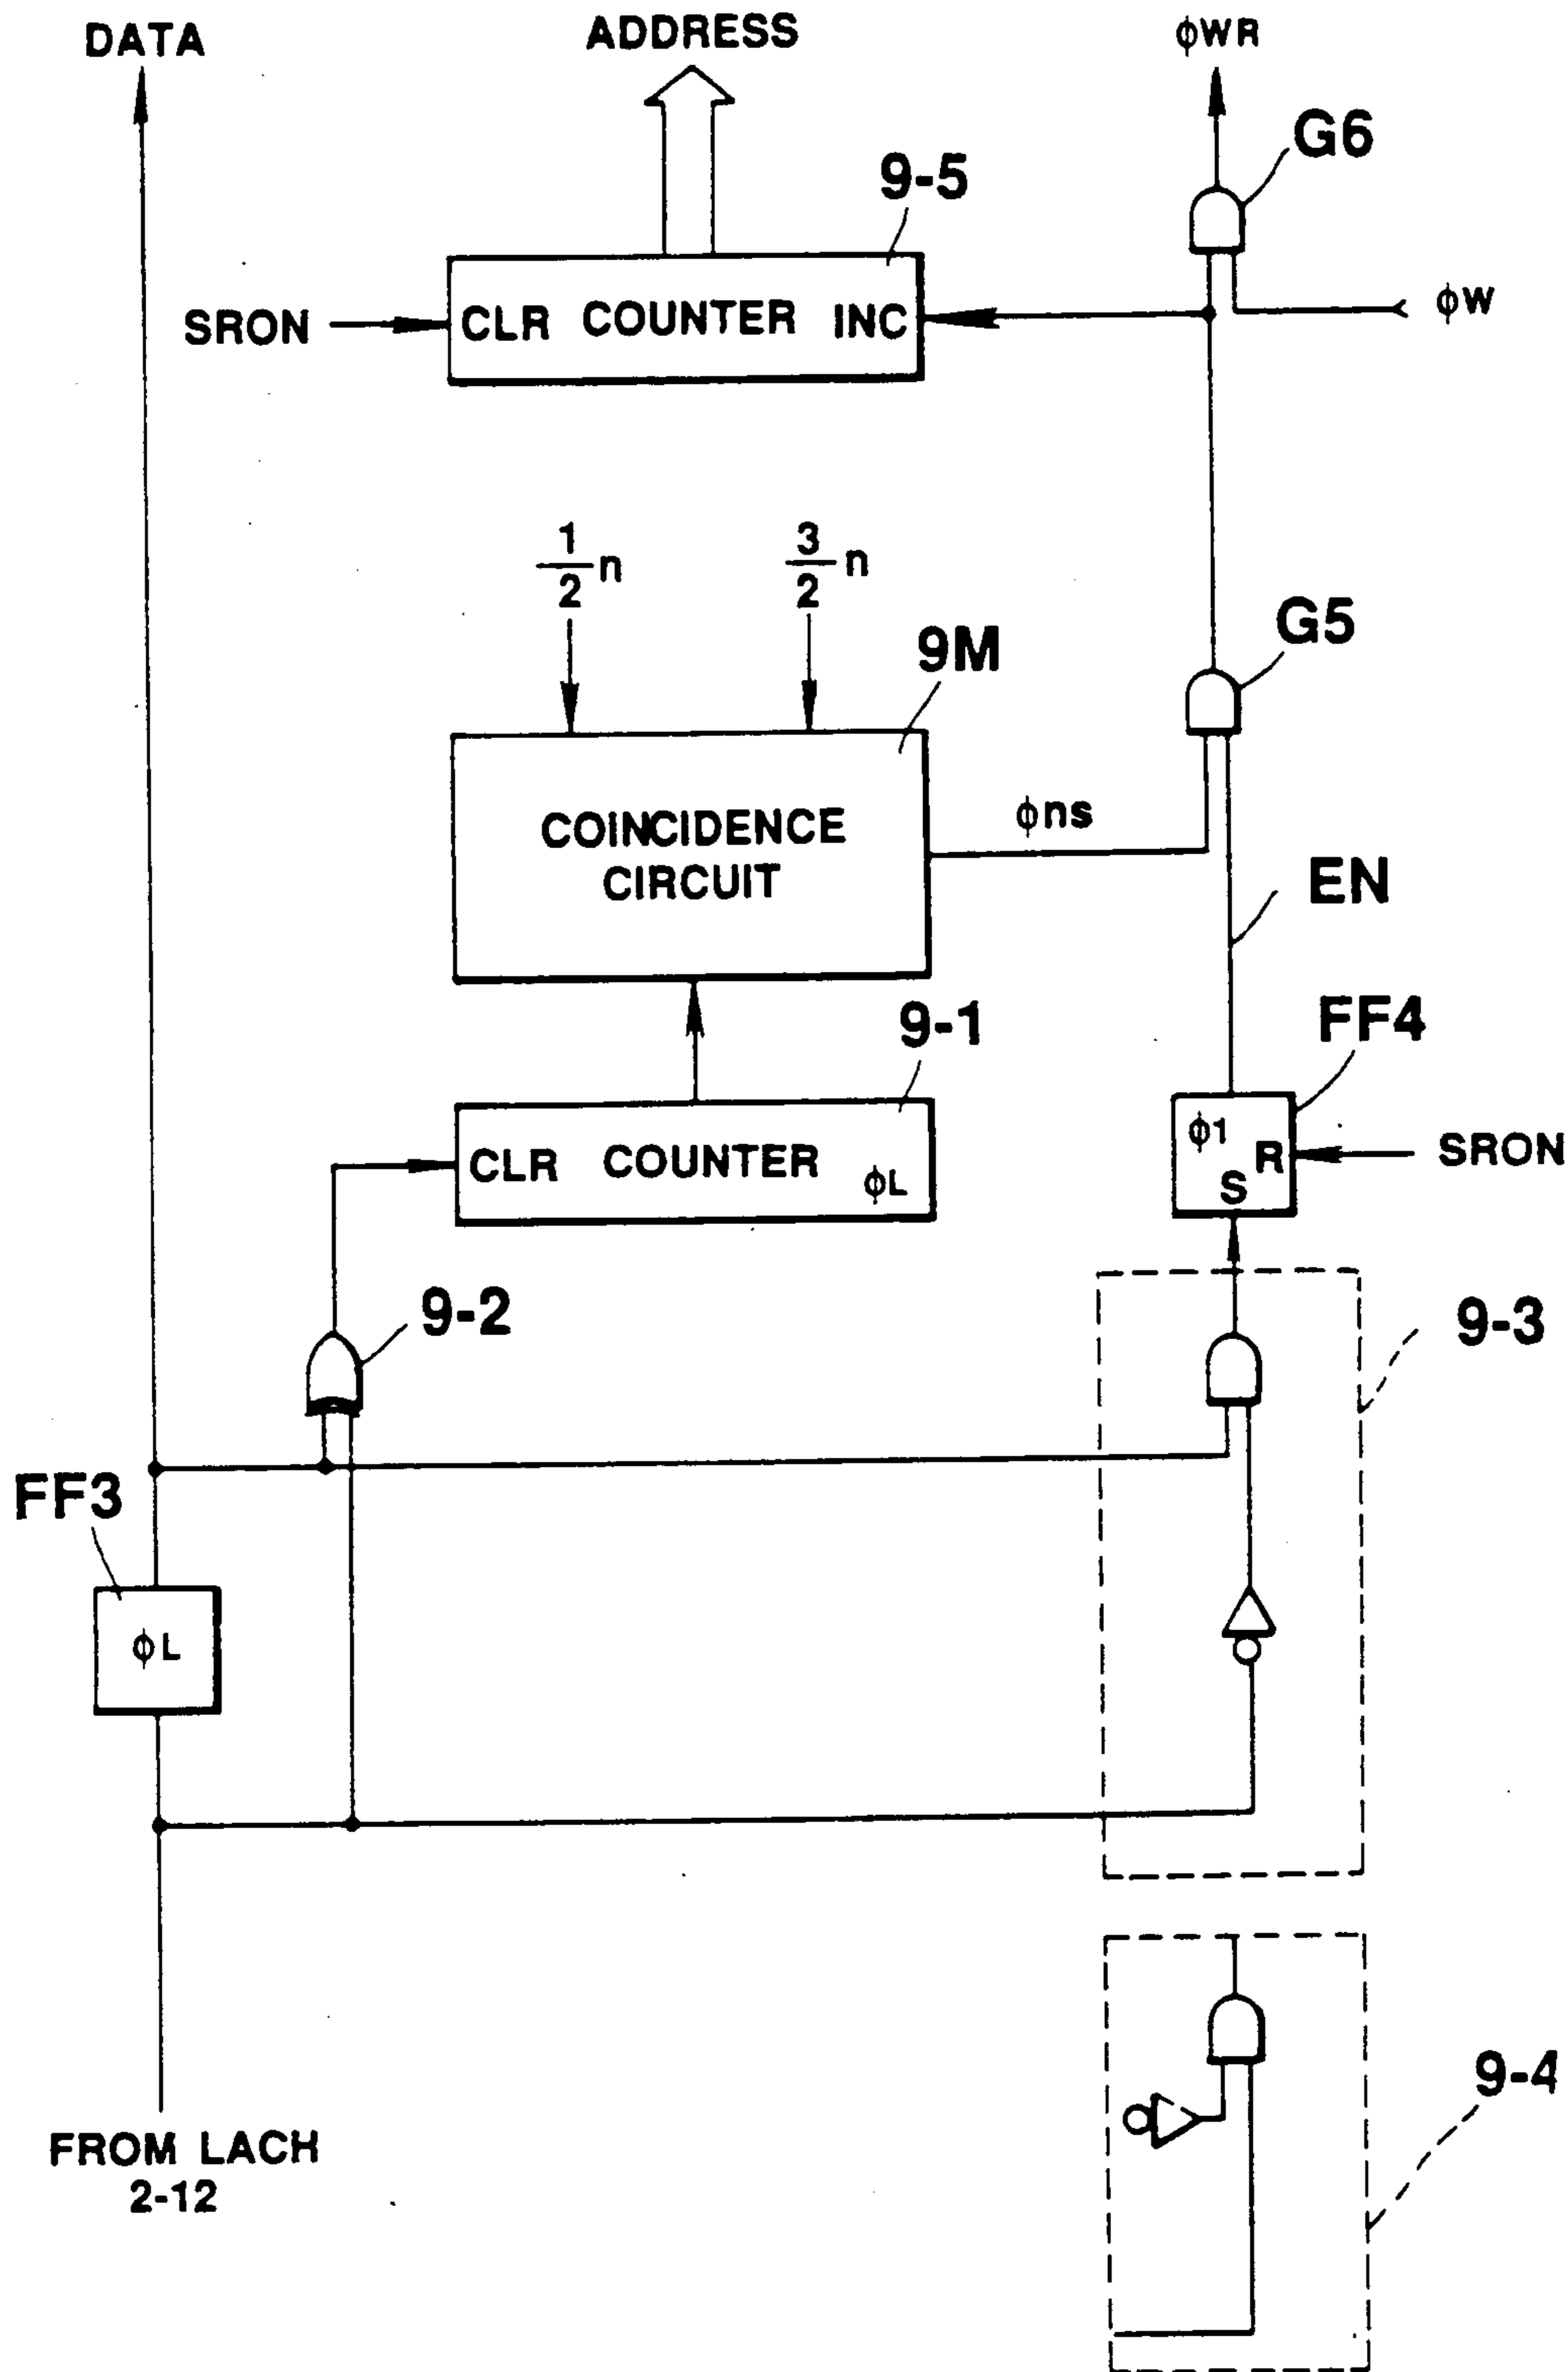 DATA
ADDRESS
φWR
G6
9-5
SRON
CLR COUNTER INC
φW
1/2 n
3/2 n
9M
G5
COINCIDENCE
CIRCUIT
φns
EN
9-1
FF4
CLR COUNTER φL
φ1
R
S
SRON
9-2
9-3
FF3
φL
9-4
FROM LACH
2-12